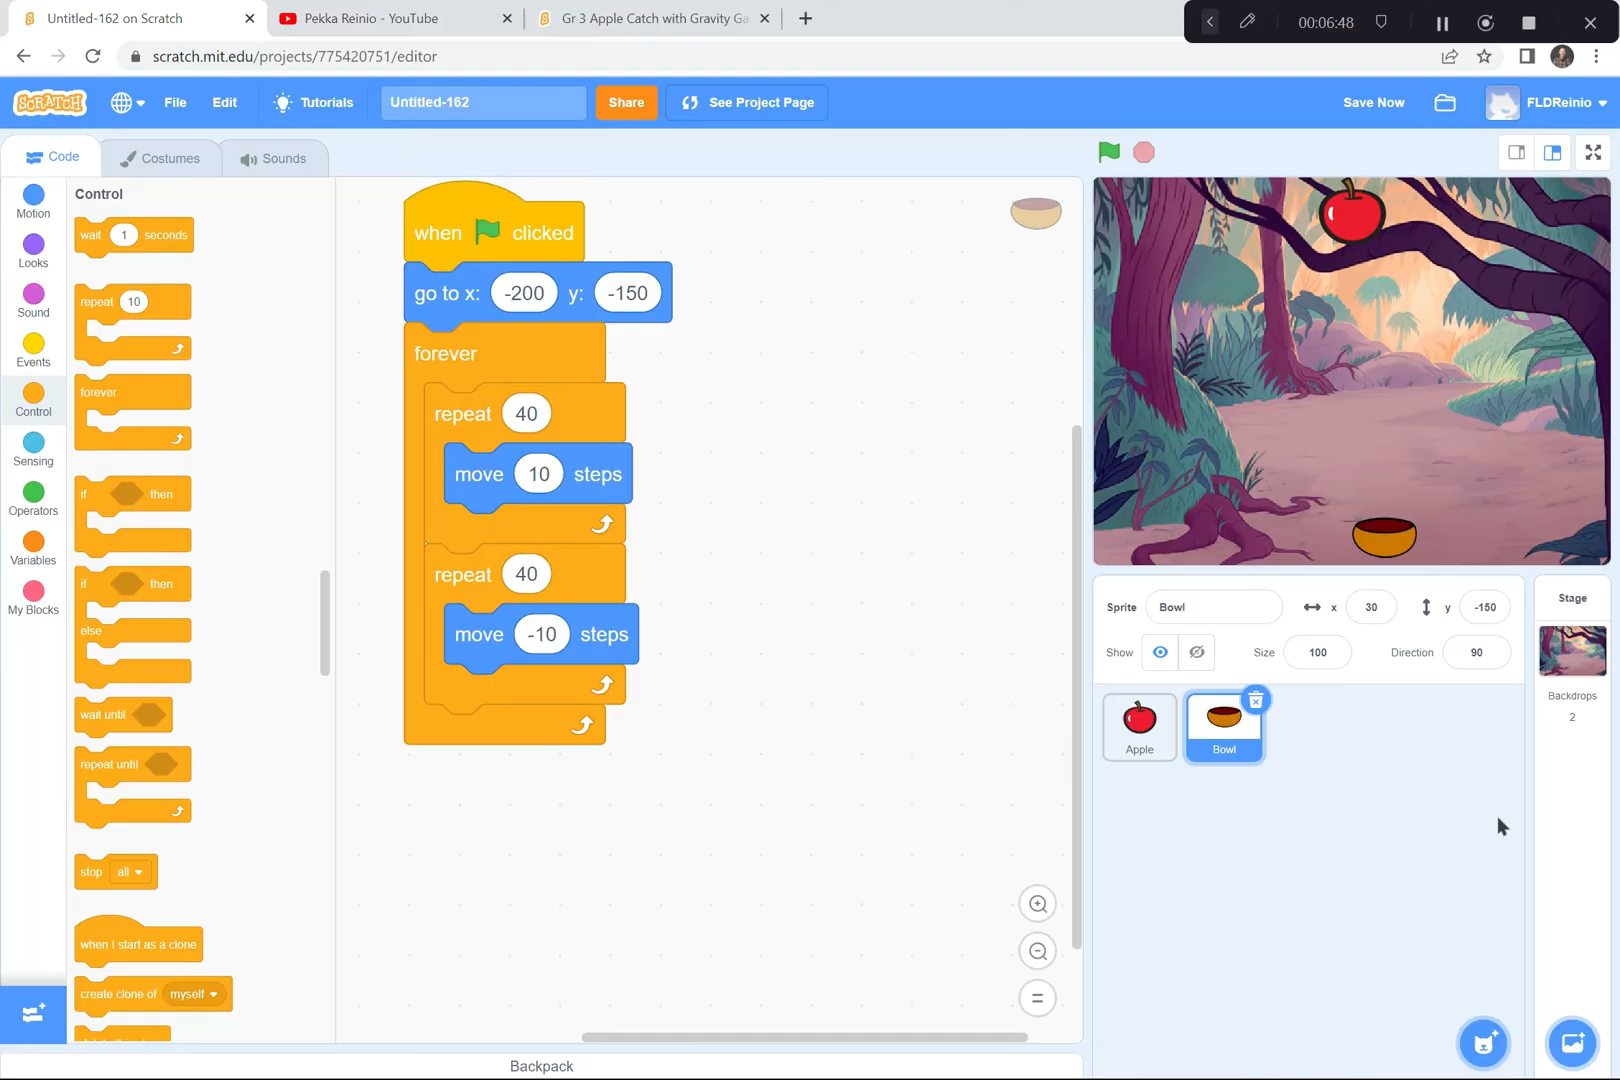 Untitled-162 on Scratch
Pekka Reinio - YouTube
Gr 3 Apple Catch with Gravity Ga
00:06:48
scratch.mit.edu/projects/775420751/editor
SCRATCH
File
Edit
Tutorials
Untitled-162
Share
See Project Page
Save Now
FLDReinio
Code
Costumes
Sounds
Motion
Looks
Sound
Events
Control
Sensing
Operators
Variables
My Blocks
Control
wait 1 seconds
repeat 10
forever
if then
if then
else
wait until
repeat until
stop all
when I start as a clone
create clone of myself
when clicked
go to x: -200 y: -150
forever
repeat 40
move 10 steps
repeat 40
move -10 steps
Backpack
Sprite Bowl x 30 y -150
Show Size 100 Direction 90
Apple
Bowl
Stage
Backdrops
2